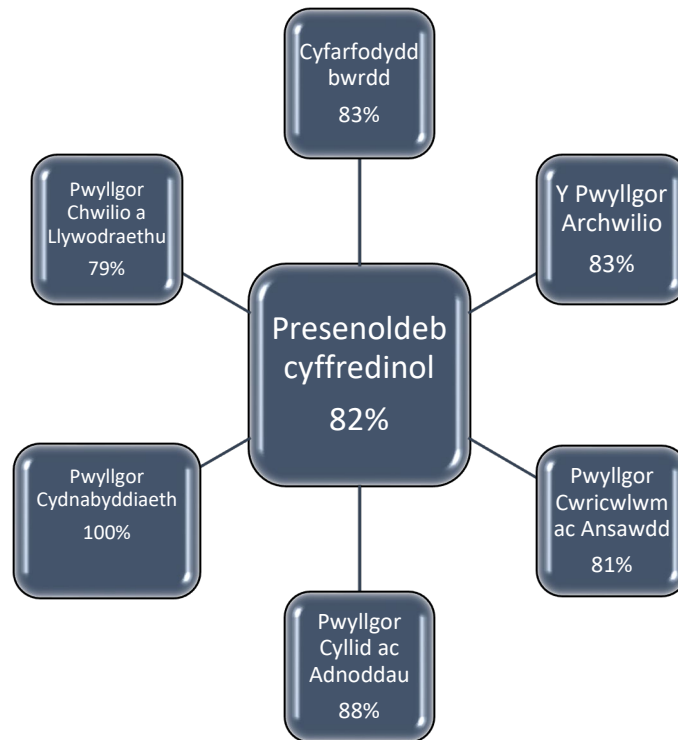 Cyfarfodydd
bwrdd
83%
Y Pwyllgor
Archwilio
83%
Pwyllgor
Cwricwlwm
ac Ansawdd
81%
Pwyllgor
Cyllid ac
Adnoddau
88%
Pwyllgor
Cydnabyddiaeth
100%
Pwyllgor
Chwilio a
Llywodraethu
79%
Presenoldeb
cyffredinol
82%